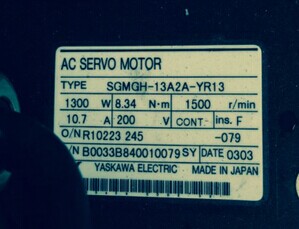 AC SERVO MOTOR
TYPE SGMGH-13A2A-YR13
1300 W 8.34 N·m 1500 r/min
10.7 A 200 V CONT. ins. F
O/N R10223 245 -079
/N B0033B840010079 SY DATE 0303
YASKAWA ELECTRIC MADE IN JAPAN